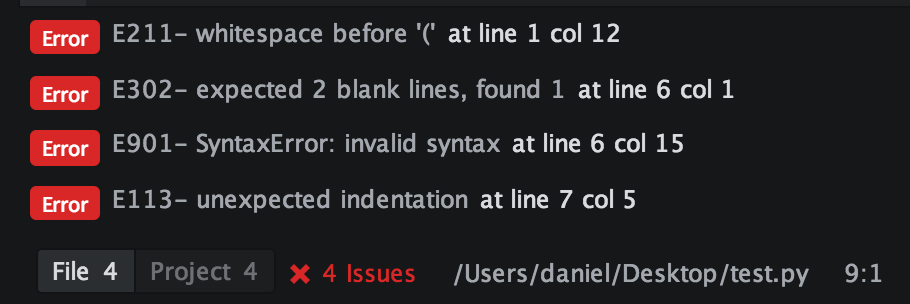 Error E211– whitespace before '(' at line 1 col 12
Error E302– expected 2 blank lines, found 1 at line 6 col 1
Error E901– SyntaxError: invalid syntax at line 6 col 15
Error E113– unexpected indentation at line 7 col 5
File 4 Project 4 ✖ 4 Issues /Users/daniel/Desktop/test.py 9:1